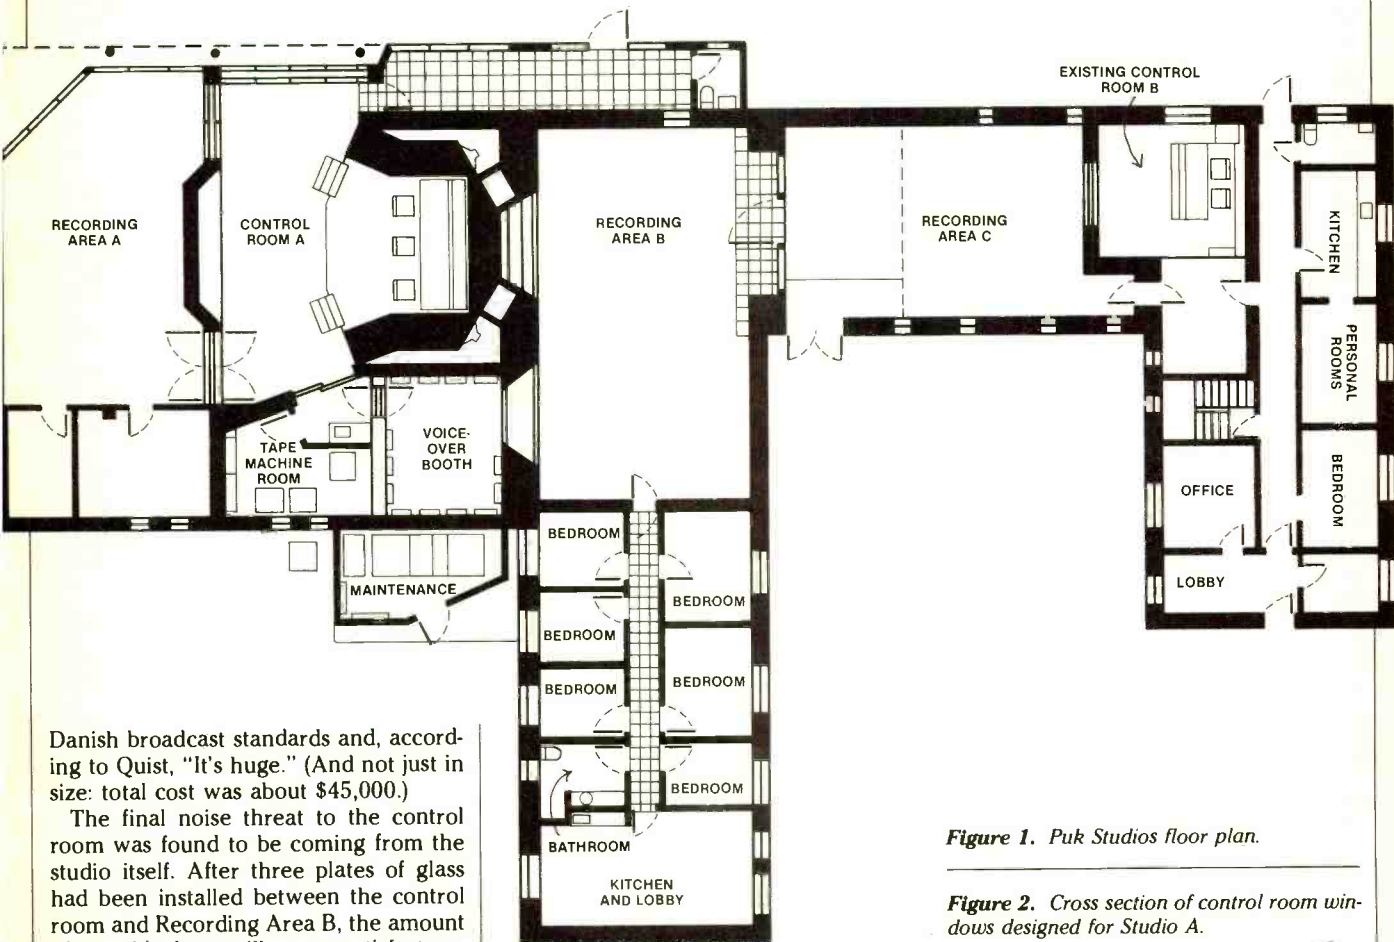 EXISTING CONTROL
ROOM B
RECORDING
AREA A
CONTROL
ROOM A
RECORDING
AREA B
RECORDING
AREA C
KITCHEN
PERSONAL
ROOMS
BEDROOM
TAPE
MACHINE
ROOM
VOICE-
OVER
BOOTH
OFFICE
LOBBY
MAINTENANCE
BEDROOM
BEDROOM
BEDROOM
BEDROOM
BEDROOM
BEDROOM
BATHROOM
KITCHEN
AND LOBBY
Danish broadcast standards and, accord-
ing to Quist, "It's huge." (And not just in
size: total cost was about $45,000.)
The final noise threat to the control
room was found to be coming from the
studio itself. After three plates of glass
had been installed between the control
room and Recording Area B, the amount
Figure 1. Puk Studios floor plan.
Figure 2. Cross section of control room win-
dows designed for Studio A.